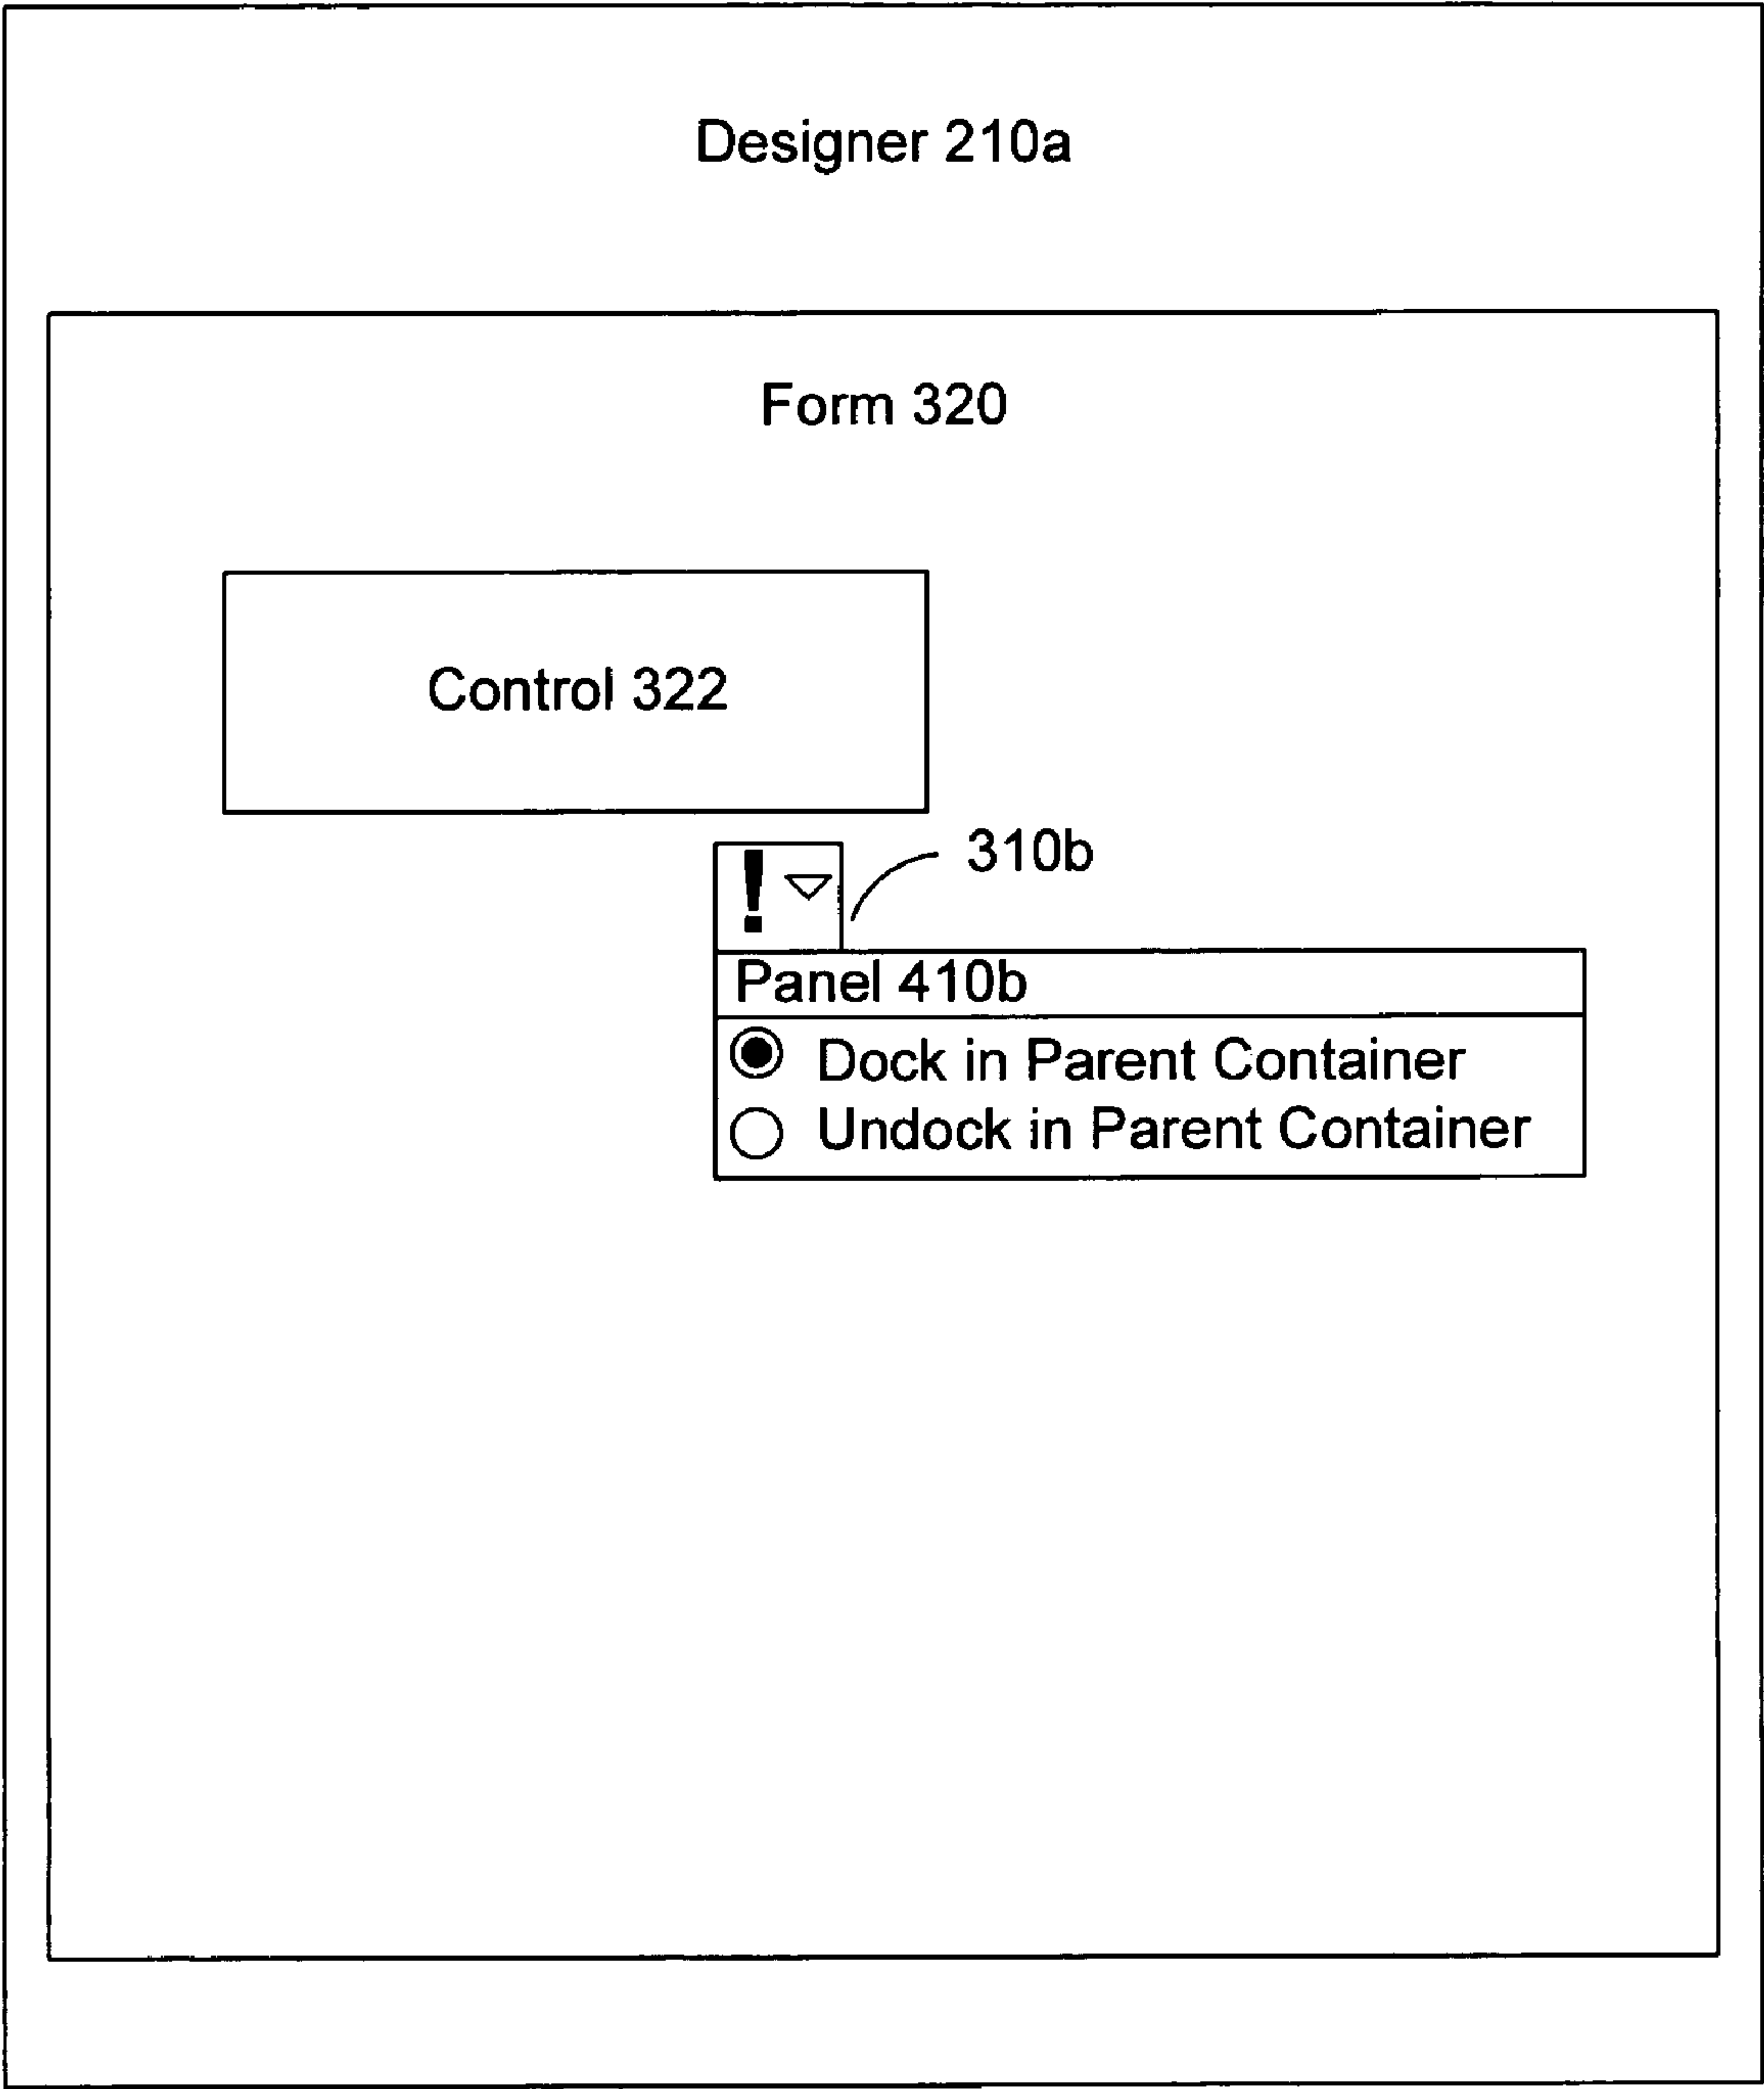 Designer 210a
Form 320
Control 322
310b
!
Panel 410b
Dock in Parent Container
Undock in Parent Container